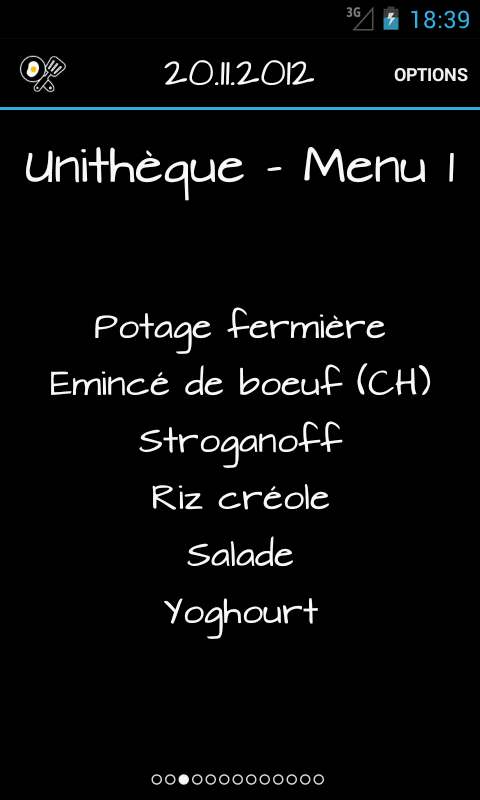 3G 18:39
20.11.2012 OPTIONS
Unithèque - Menu 1
Potage fermière
Emincé de boeuf (CH)
Stroganoff
Riz créole
Salade
Yoghourt